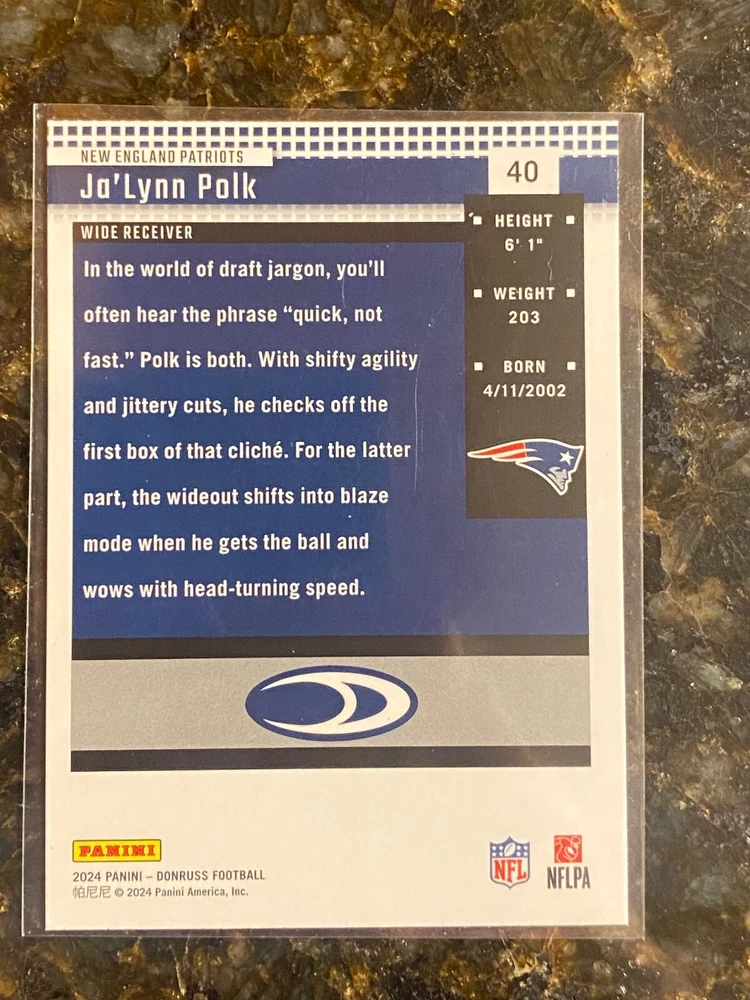 NEW ENGLAND PATRIOTS
Ja'Lynn Polk
40
WIDE RECEIVER
In the world of draft jargon, you'll
often hear the phrase “quick, not
fast.” Polk is both. With shifty agility
and jittery cuts, he checks off the
first box of that cliché. For the latter
part, the wideout shifts into blaze
mode when he gets the ball and
wows with head-turning speed.
HEIGHT
6' 1"
WEIGHT
203
BORN
4/11/2002
PANINI
2024 PANINI – DONRUSS FOOTBALL
帕尼尼 © 2024 Panini America, Inc.
NFL
NFLPA